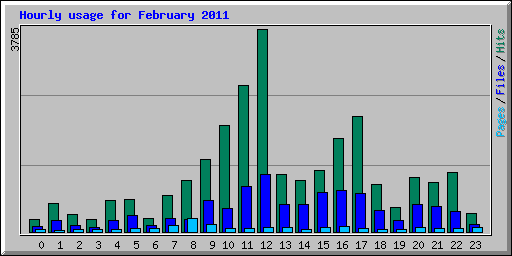 Hourly usage for February 2011
3785
Pages/Files/Hits
0 1 2 3 4 5 6 7 8 9 10 11 12 13 14 15 16 17 18 19 20 21 22 23